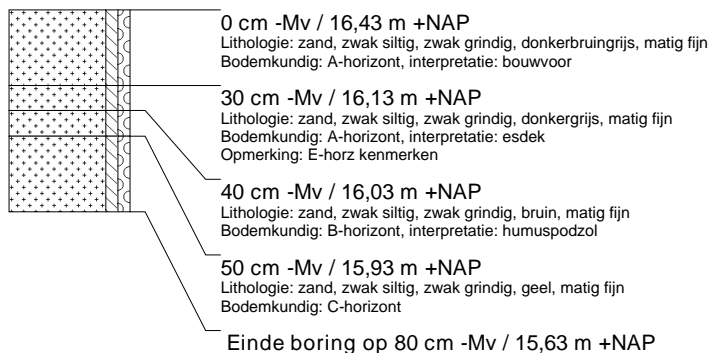 0 cm -Mv / 16,43 m +NAP
Lithologie: zand, zwak siltig, zwak grindig, donkerbruingrijs, matig fijn
Bodemkundig: A-horizont, interpretatie: bouwvoor
30 cm -Mv / 16,13 m +NAP
Lithologie: zand, zwak siltig, zwak grindig, donkergrijs, matig fijn
Bodemkundig: A-horizont, interpretatie: esdek
Opmerking: E-horz kenmerken
40 cm -Mv / 16,03 m +NAP
Lithologie: zand, zwak siltig, zwak grindig, bruin, matig fijn
Bodemkundig: B-horizont, interpretatie: humuspodzol
50 cm -Mv / 15,93 m +NAP
Lithologie: zand, zwak siltig, zwak grindig, geel, matig fijn
Bodemkundig: C-horizont
Einde boring op 80 cm -Mv / 15,63 m +NAP